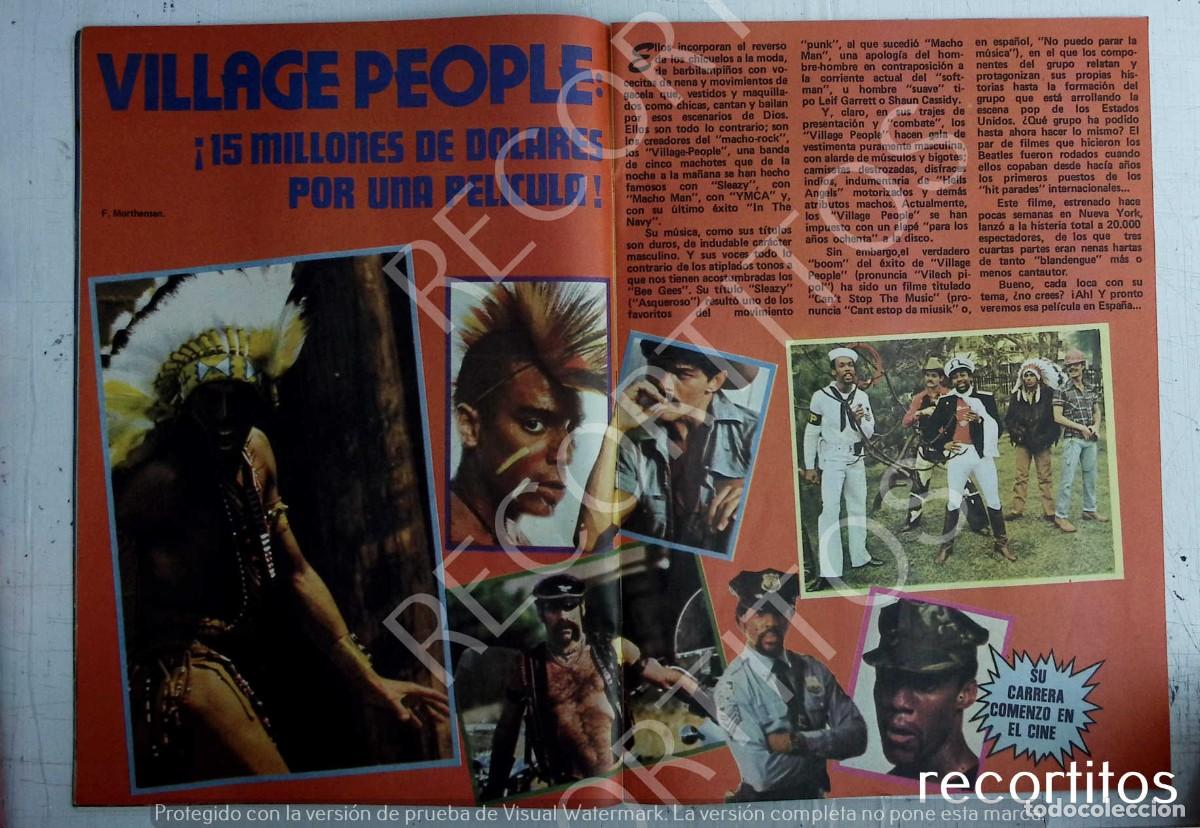 VILLAGE PEOPLE:
¡15 MILLONES DE DOLARES
POR UNA PELICULA!
F. Morthensen.
Ellos incorporan el reverso
de los chicuelos a la moda,
de barbilampiños con vo-
cecitas de nena y movimientos de
gacela que, vestidos y maquilla-
dos como chicas, cantan y bailan
por esos escenarios de Dios.
Ellos son todo lo contrario; son
los creadores del "macho-rock",
los "Village-People", una banda
de cinco machotes que de la
noche a la mañana se han hecho
famosos con "Sleazy", con
"Macho Man", con "YMCA" y,
con su último éxito "In The
Navy".
Su música, como sus títulos
son duros, de indudable carácter
masculino. Y sus voces todo lo
contrario de los atiplados tonos a
que nos tienen acostumbradas los
"Bee Gees". Su título "Sleazy"
("Asqueroso") resultó uno de los
favoritos del movimiento
"punk", al que sucedió "Macho
Man", una apología del hom-
bre-hombre en contraposición a
la corriente actual del "soft-
man", u hombre "suave" ti-
po Leif Garrett o Shaun Cassidy.
Y, claro, en sus trajes de
presentación y "combate", los
"Village People" hacen gala de
vestimenta puramente masculina,
con alarde de músculos y bigotes;
camisetas destrozadas, disfraces
indios, indumentaria de "Hells
Angels" motorizados y demás
atributos machos. Actualmente,
los "Village People" se han
impuesto con un elepé "para los
años ochenta" a la disco.
Sin embargo,el verdadero
"boom" del éxito de "Village
People" (pronuncia "Vilech pi-
pol") ha sido un filme titulado
"Can't Stop The Music" (pro-
nuncia "Cant estop da miusik" o,
en español, "No puedo parar la
música"), en el que los compo-
nentes del grupo relatan y
protagonizan sus propias his-
torias hasta la formación del
grupo que está arrollando la
escena pop de los Estados
Unidos. ¿Qué grupo ha podido
hasta ahora hacer lo mismo? El
par de filmes que hicieron los
Beatles fueron rodados cuando
ellos copaban desde hacía años
los primeros puestos de los
"hit parades" internacionales...
Este filme, estrenado hace
pocas semanas en Nueva York,
lanzó a la histeria total a 20.000
espectadores, de los que tres
cuartas partes eran nenas hartas
de tanto "blandengue" más o
menos cantautor.
Bueno, cada loca con su
tema, ¿no crees? ¡Ah! Y pronto
veremos esa película en España...
SU
CARRERA
COMENZO EN
EL CINE
RECORTITOS
RECORTITOS
recortitos
todocoleccion
Protegido con la versión de prueba de Visual Watermark. La versión completa no pone esta marca.